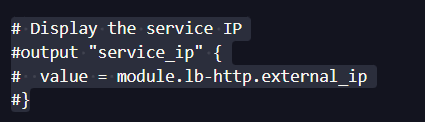 # Display the service IP
#output "service_ip" {
#  value = module.lb-http.external_ip
#}